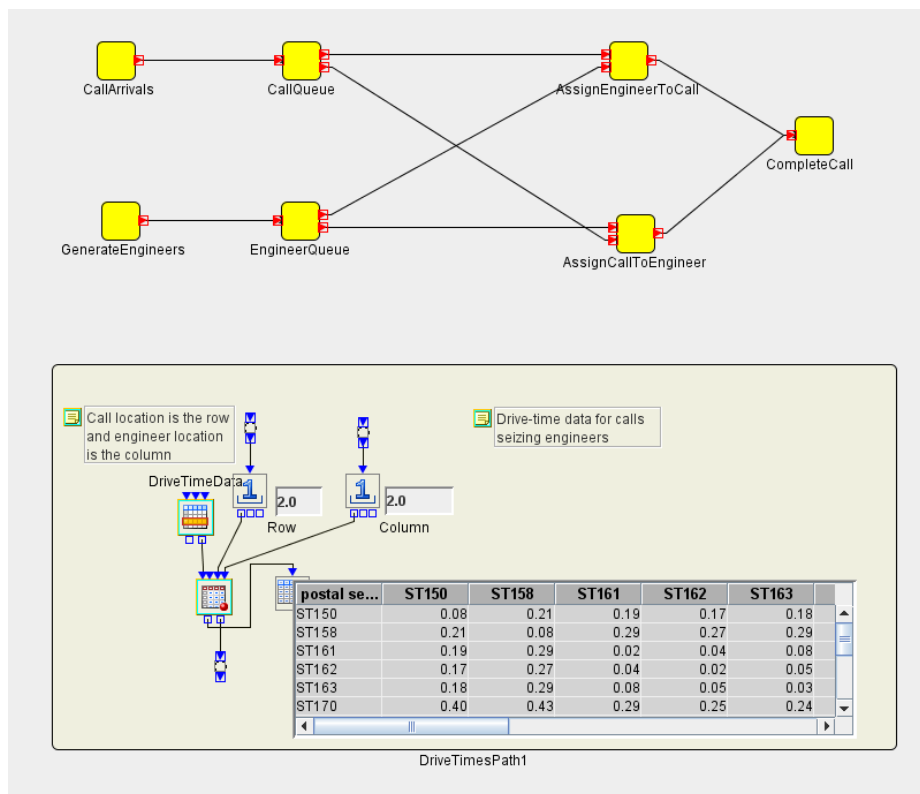 CallArrivals
CallQueue
AssignEngineerToCall
CompleteCall
GenerateEngineers
EngineerQueue
AssignCallToEngineer
Call location is the row
and engineer location
is the column
Drive-time data for calls
seizing engineers
DriveTimeData
1
2.0
Row
1
2.0
Column
postal se... ST150 ST158 ST161 ST162 ST163
ST150 0.08 0.21 0.19 0.17 0.18
ST158 0.21 0.08 0.29 0.27 0.29
ST161 0.19 0.29 0.02 0.04 0.08
ST162 0.17 0.27 0.04 0.02 0.05
ST163 0.18 0.29 0.08 0.05 0.03
ST170 0.40 0.43 0.29 0.25 0.24
DriveTimesPath1